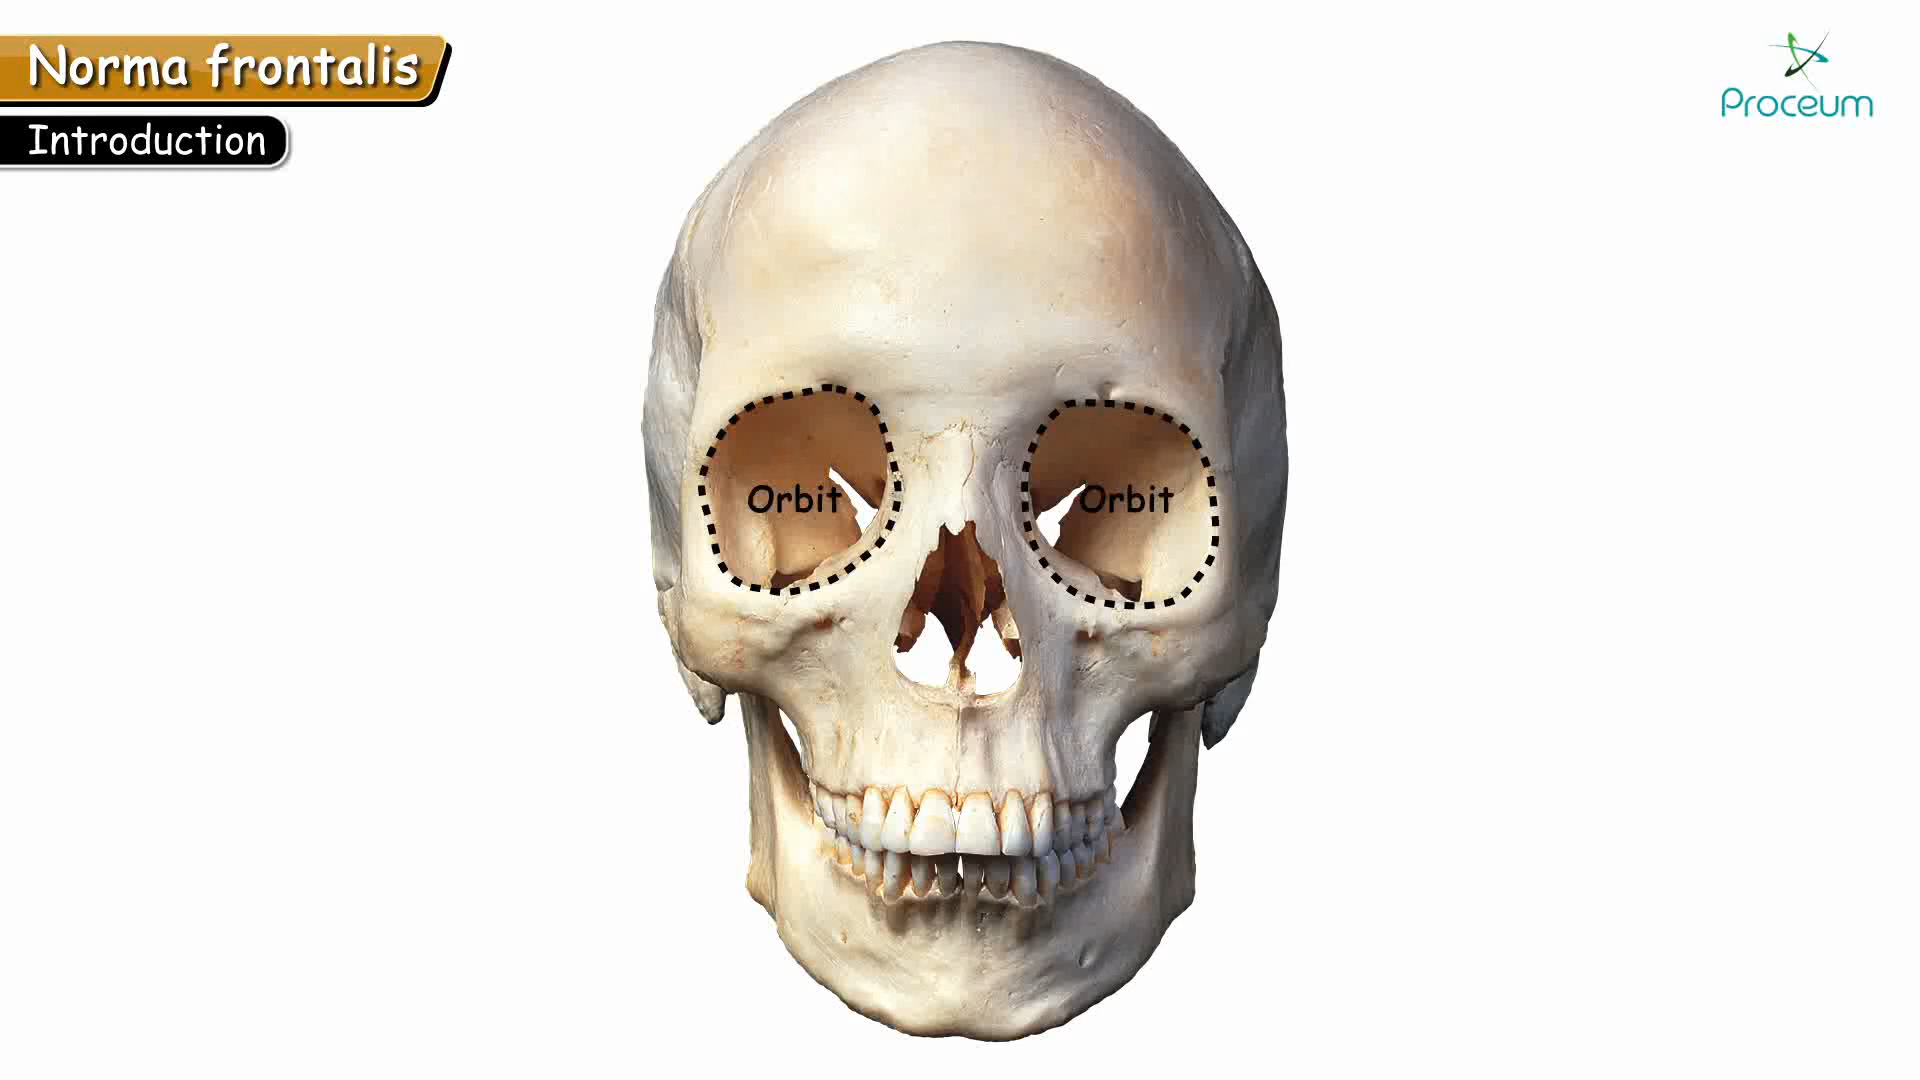 Norma frontalis
Introduction
Proceum
Orbit
Orbit